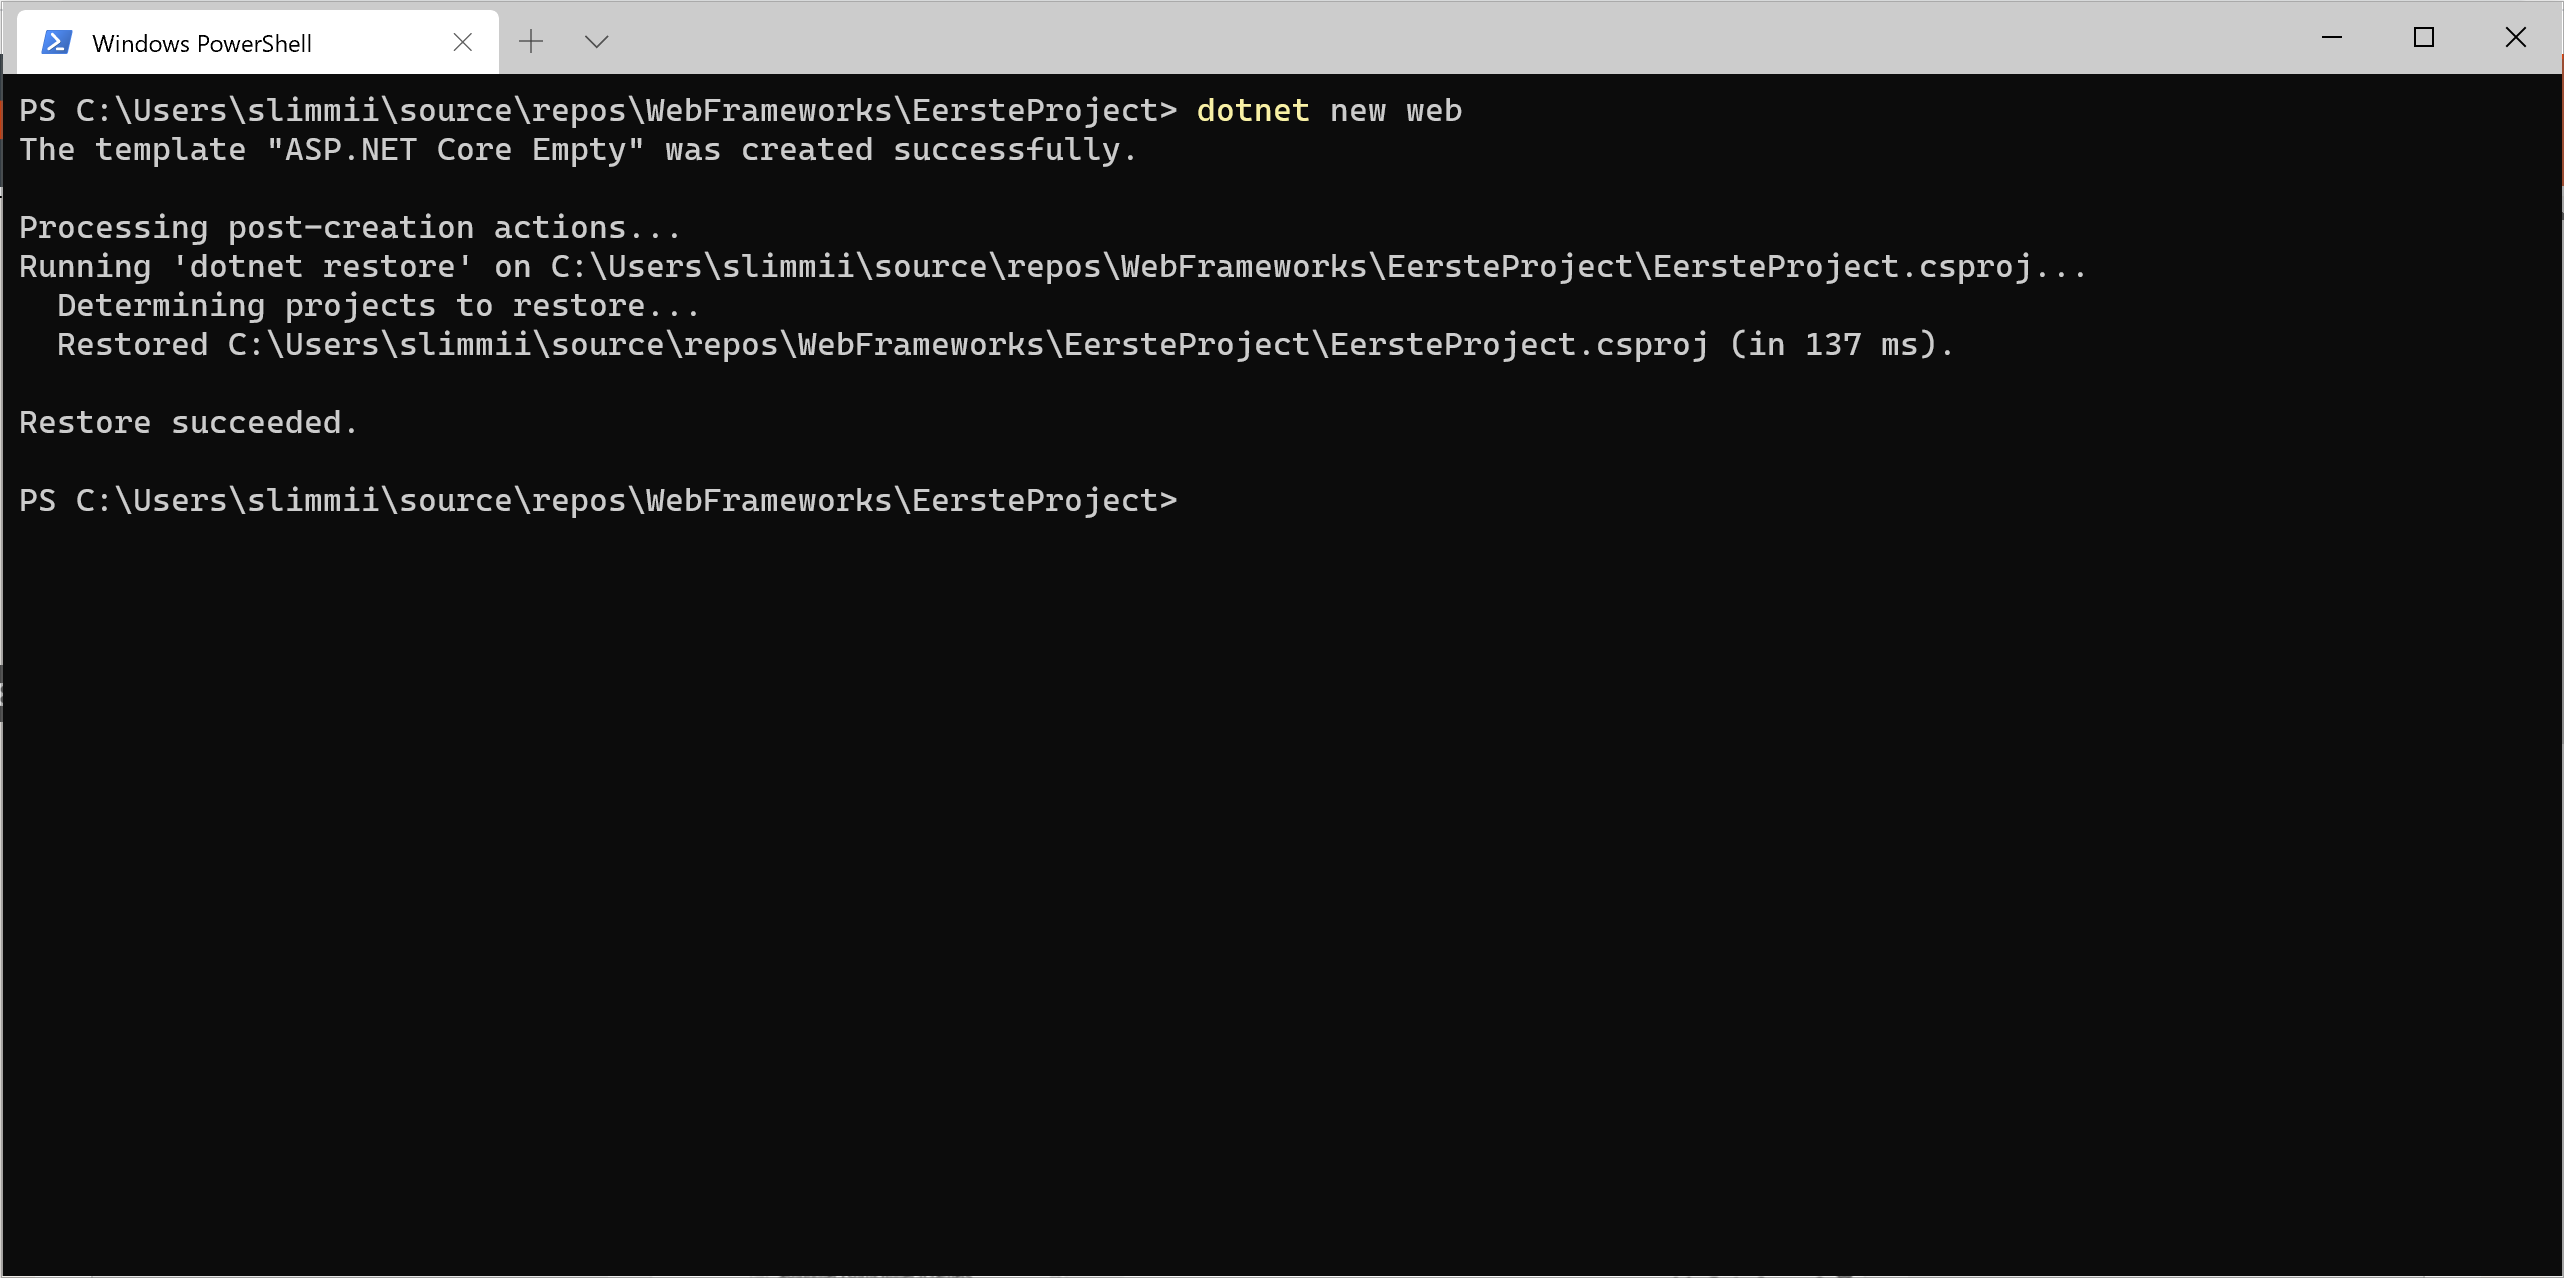 Windows PowerShell
PS C:\Users\slimmii\source\repos\WebFrameworks\EersteProject> dotnet new web
The template "ASP.NET Core Empty" was created successfully.
Processing post-creation actions...
Running 'dotnet restore' on C:\Users\slimmii\source\repos\WebFrameworks\EersteProject\EersteProject.csproj...
  Determining projects to restore...
  Restored C:\Users\slimmii\source\repos\WebFrameworks\EersteProject\EersteProject.csproj (in 137 ms).
Restore succeeded.
PS C:\Users\slimmii\source\repos\WebFrameworks\EersteProject>